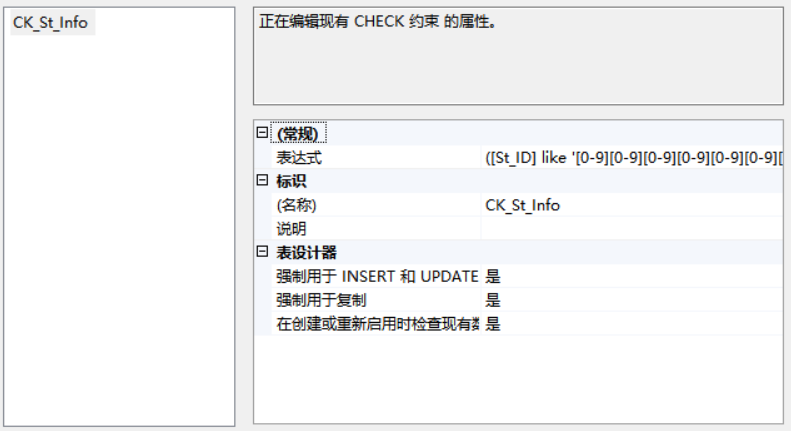 CK_St_Info
正在编辑现有 CHECK 约束 的属性。
(常规)
表达式 ([St_ID] like '[0-9][0-9][0-9][0-9][0-9][0-9][
标识
(名称) CK_St_Info
说明
表设计器
强制用于 INSERT 和 UPDATE 是
强制用于复制 是
在创建或重新启用时检查现有 是